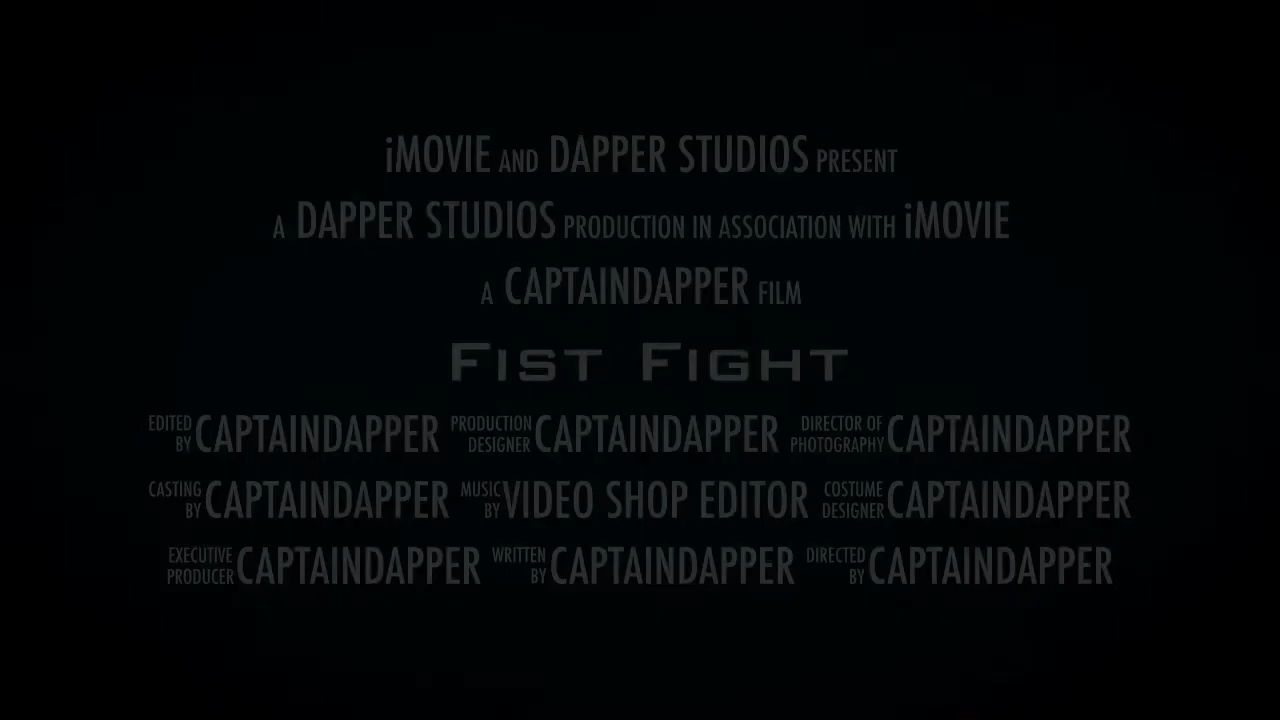 iMOVIE AND DAPPER STUDIOS PRESENT
A DAPPER STUDIOS PRODUCTION IN ASSOCIATION WITH iMOVIE
A CAPTAINDAPPER FILM
FIST FIGHT
EDITED BY CAPTAINDAPPER PRODUCTION DESIGNER CAPTAINDAPPER DIRECTOR OF PHOTOGRAPHY CAPTAINDAPPER
CASTING BY CAPTAINDAPPER MUSIC BY VIDEO SHOP EDITOR COSTUME DESIGNER CAPTAINDAPPER
EXECUTIVE PRODUCER CAPTAINDAPPER WRITTEN BY CAPTAINDAPPER DIRECTED BY CAPTAINDAPPER